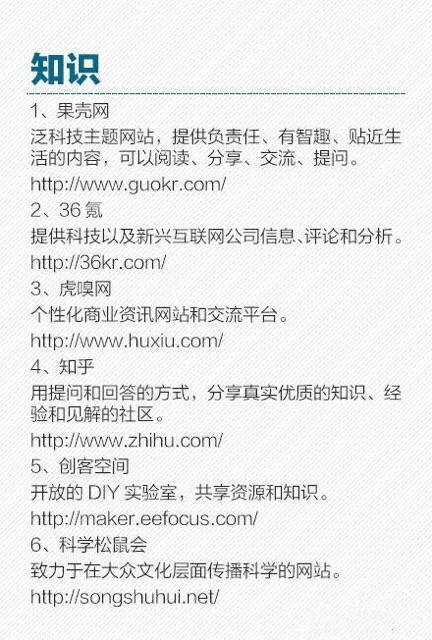 知识
1、果壳网
泛科技主题网站，提供负责任、有智趣、贴近生
活的内容，可以阅读、分享、交流、提问。
http://www.guokr.com/
2、36氪
提供科技以及新兴互联网公司信息、评论和分析。
http://36kr.com/
3、虎嗅网
个性化商业资讯网站和交流平台。
http://www.huxiu.com/
4、知乎
用提问和回答的方式，分享真实优质的知识、经
验和见解的社区。
http://www.zhihu.com/
5、创客空间
开放的 DIY 实验室，共享资源和知识。
http://maker.eefocus.com/
6、科学松鼠会
致力于在大众文化层面传播科学的网站。
http://songshuhui.net/